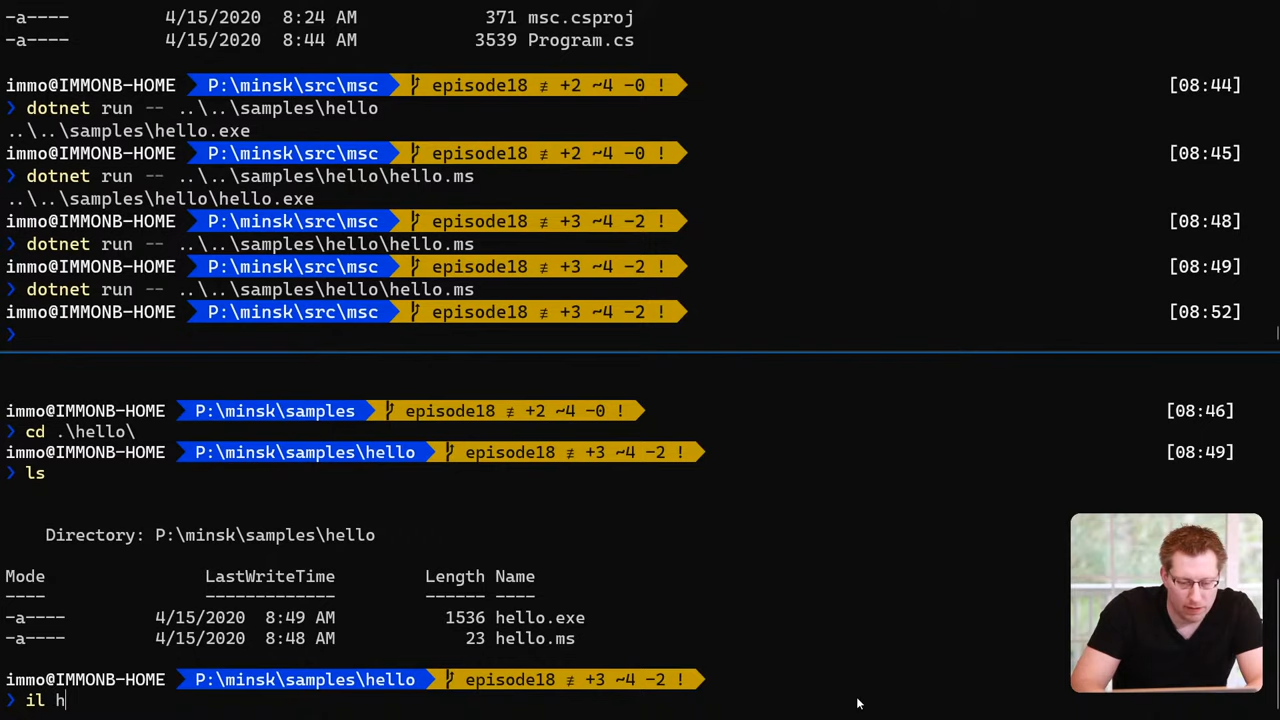 -a---- 4/15/2020 8:24 AM 371 msc.csproj
-a---- 4/15/2020 8:44 AM 3539 Program.cs
immo@IMMONB-HOME P:\minsk\src\msc episode18 ≢ +2 ~4 -0 ! [08:44]
❯ dotnet run -- ..\..\samples\hello
..\..\samples\hello.exe
immo@IMMONB-HOME P:\minsk\src\msc episode18 ≢ +2 ~4 -0 ! [08:45]
❯ dotnet run -- ..\..\samples\hello\hello.ms
..\..\samples\hello\hello.exe
immo@IMMONB-HOME P:\minsk\src\msc episode18 ≢ +3 ~4 -2 ! [08:48]
❯ dotnet run -- ..\..\samples\hello\hello.ms
immo@IMMONB-HOME P:\minsk\src\msc episode18 ≢ +3 ~4 -2 ! [08:49]
❯ dotnet run -- ..\..\samples\hello\hello.ms
immo@IMMONB-HOME P:\minsk\src\msc episode18 ≢ +3 ~4 -2 ! [08:52]
❯
immo@IMMONB-HOME P:\minsk\samples episode18 ≢ +2 ~4 -0 ! [08:46]
❯ cd .\hello\
immo@IMMONB-HOME P:\minsk\samples\hello episode18 ≢ +3 ~4 -2 ! [08:49]
❯ ls
Directory: P:\minsk\samples\hello
Mode LastWriteTime Length Name
---- ------------- ------ ----
-a---- 4/15/2020 8:49 AM 1536 hello.exe
-a---- 4/15/2020 8:48 AM 23 hello.ms
immo@IMMONB-HOME P:\minsk\samples\hello episode18 ≢ +3 ~4 -2 !
❯ il h